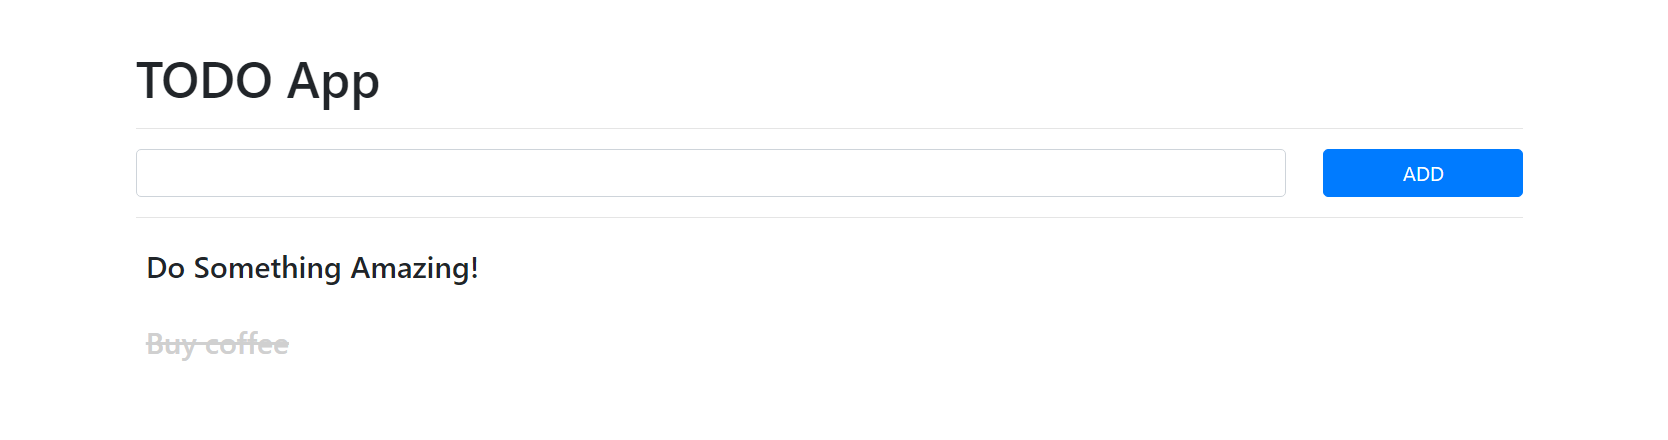 TODO App
ADD
Do Something Amazing!
Buy coffee